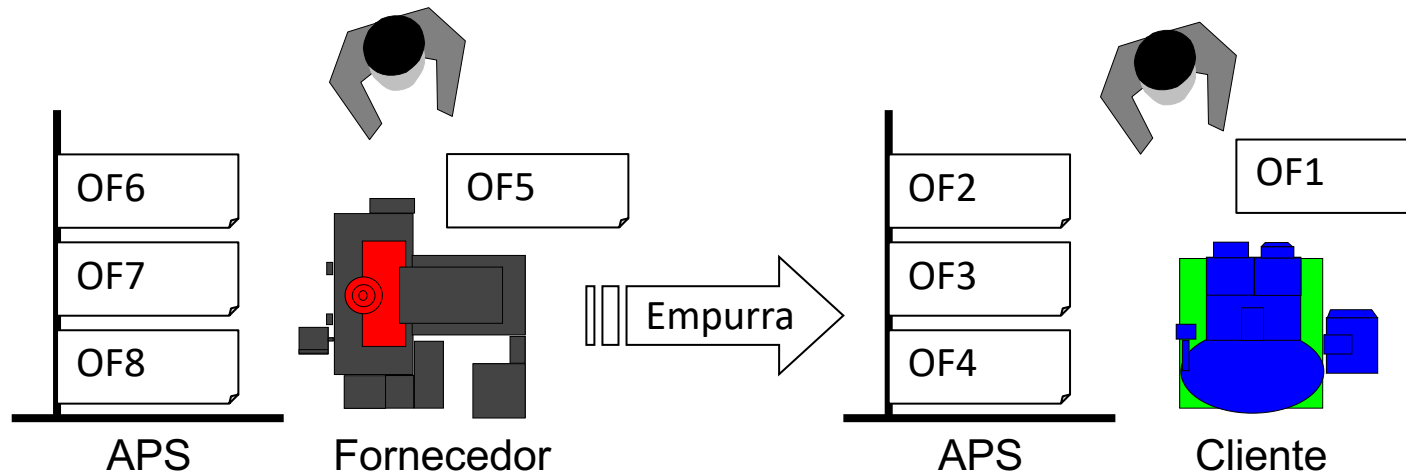 OF6
OF7
OF8
OF5
Empurra
OF2
OF3
OF4
OF1
APS
Fornecedor
APS
Cliente